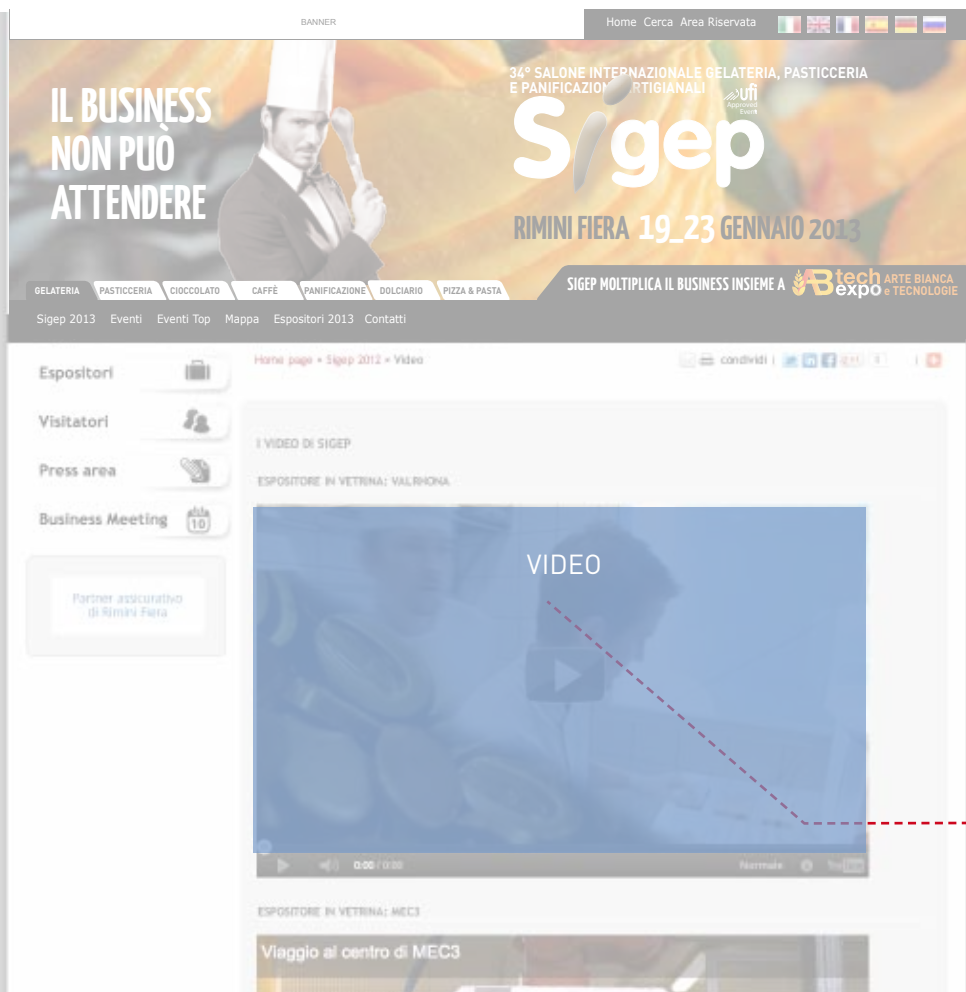 BANNER
Home Cerca Area Riservata
34° SALONE INTERNAZIONALE GELATERIA, PASTICCERIA
E PANIFICAZIONE ARTIGIANALI
ufi
Approved
Event
IL BUSINESS
NON PUÒ
ATTENDERE
Sigep
RIMINI FIERA 19_23 GENNAIO 2013
SIGEP MOLTIPLICA IL BUSINESS INSIEME A
AB tech
expo
ARTE BIANCA
e TECNOLOGIE
GELATERIA PASTICCERIA CIOCCOLATO CAFFÈ PANIFICAZIONE DOLCIARIO PIZZA & PASTA
Sigep 2013 Eventi Eventi Top Mappa Espositori 2013 Contatti
Home page » Sigep 2012 » Video
condividi |
Espositori
Visitatori
Press area
Business Meeting
10
Partner assicurativo
di Rimini Fiera
I VIDEO DI SIGEP
ESPOSITORE IN VETRINA: VALRHONA
VIDEO
0:00 / 0:00
Normale
YouTube
ESPOSITORE IN VETRINA: MEC3
Viaggio al centro di MEC3